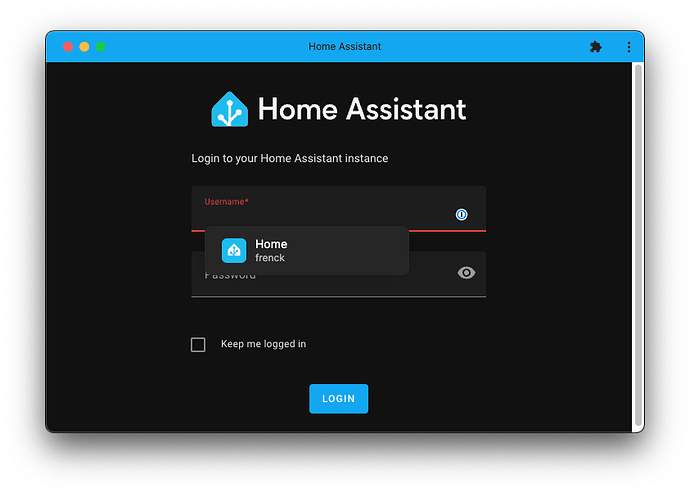 Home Assistant
Home Assistant
Login to your Home Assistant instance
Username*
Home
frenck
Password
Keep me logged in
LOGIN